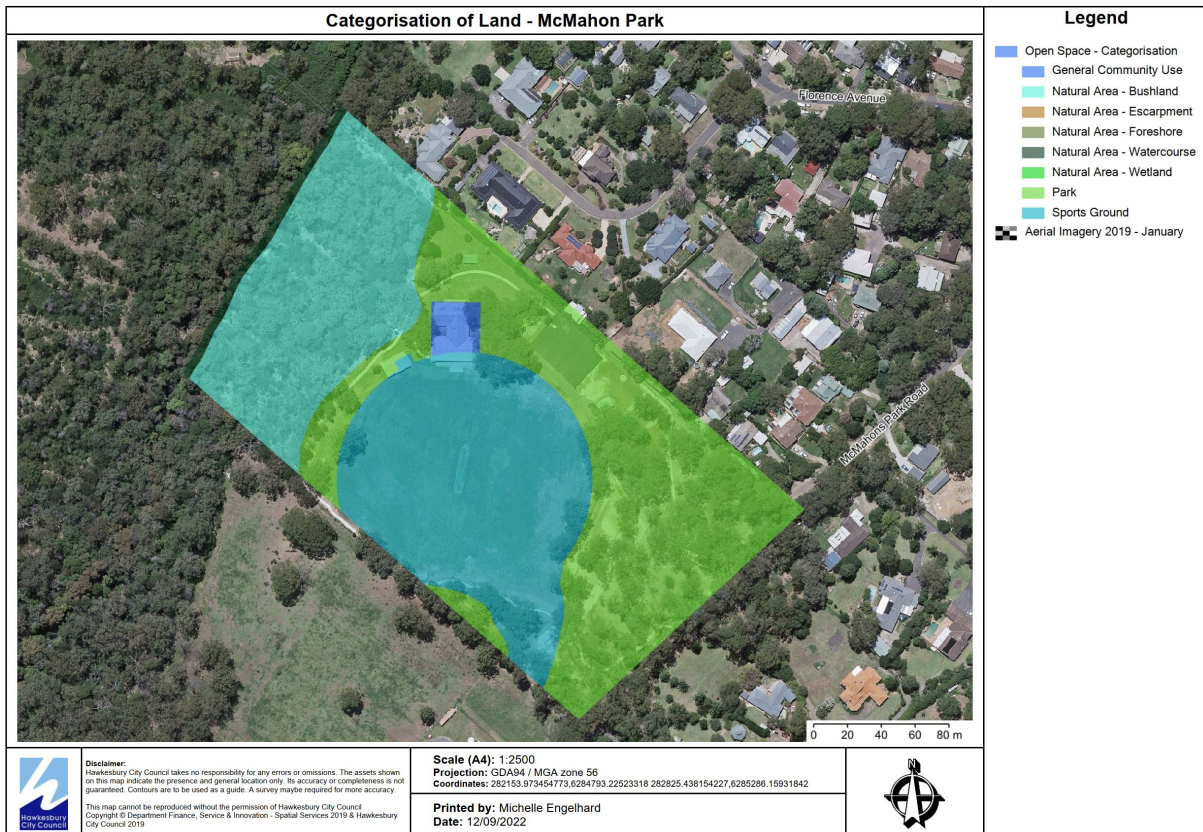 Categorisation of Land - McMahon Park
Florence Avenue
McMahons Park Road
0 20 40 60 80 m
Legend
Open Space - Categorisation
General Community Use
Natural Area - Bushland
Natural Area - Escarpment
Natural Area - Foreshore
Natural Area - Watercourse
Natural Area - Wetland
Park
Sports Ground
Aerial Imagery 2019 - January
Hawkesbury
City Council
Disclaimer:
Hawkesbury City Council takes no responsibility for any errors or omissions. The assets shown
on this map indicate the presence and general location only. Its accuracy or completeness is not
guaranteed. Contours are to be used as a guide. A survey maybe required for more accuracy.
This map cannot be reproduced without the permission of Hawkesbury City Council
Copyright © Department Finance, Service & Innovation - Spatial Services 2019 & Hawkesbury
City Council 2019
Scale (A4): 1:2500
Projection: GDA94 / MGA zone 56
Coordinates: 282153.973454773,6284793.22523318 282825.438154227,6285286.15931842
Printed by: Michelle Engelhard
Date: 12/09/2022
N